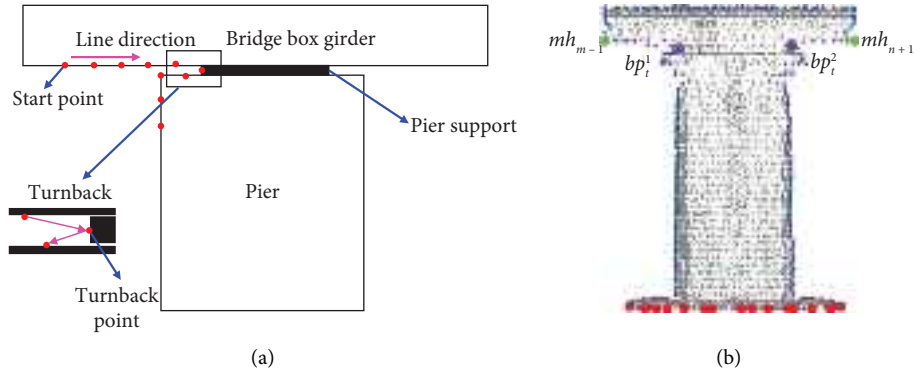 Line direction
Bridge box girder
Start point
Pier support
Turnback
Pier
Turnback
point
(a)
mh_{m-1}
mh_{n+1}
bp_t^1
bp_t^2
(b)